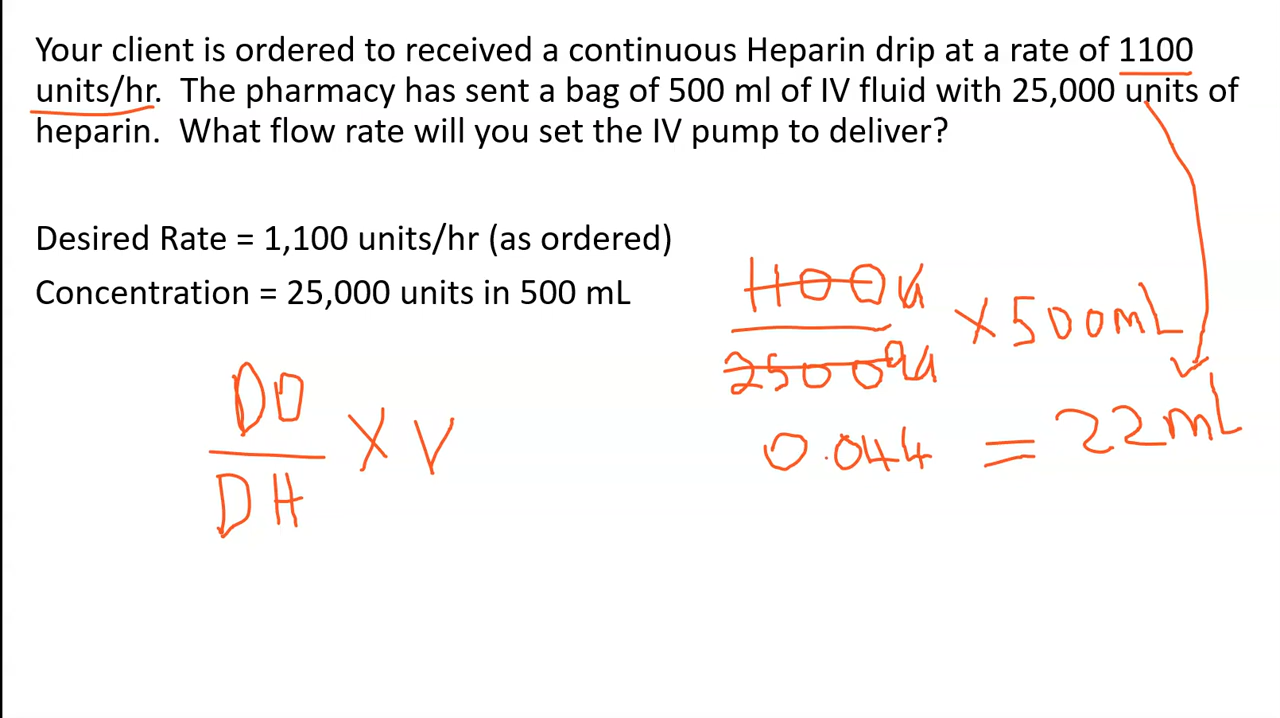 Your client is ordered to received a continuous Heparin drip at a rate of 1100
units/hr. The pharmacy has sent a bag of 500 ml of IV fluid with 25,000 units of
heparin. What flow rate will you set the IV pump to deliver?
Desired Rate = 1,100 units/hr (as ordered)
Concentration = 25,000 units in 500 mL
1100u
25000u
X 500mL
0.044 = 22mL
DO
DH
X V